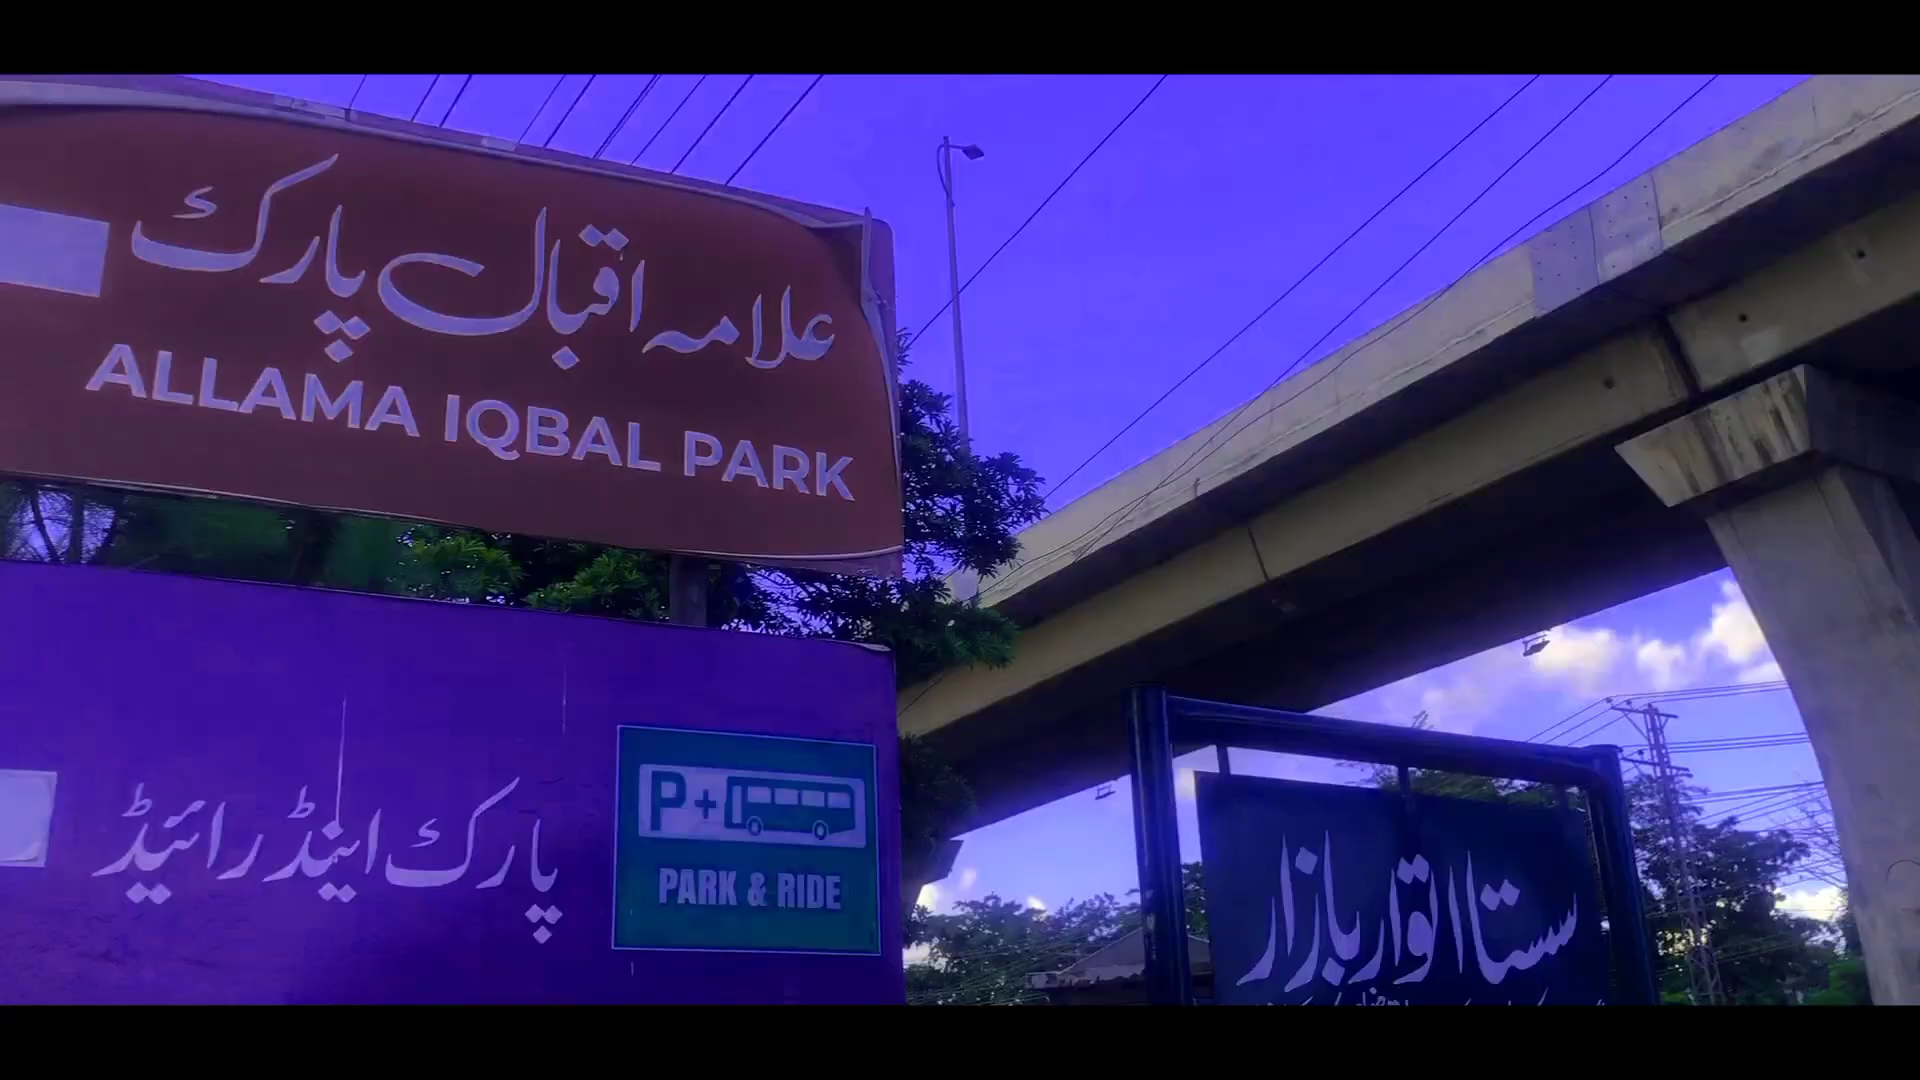 علامہ اقبال پارک
ALLAMA IQBAL PARK
پارک اینڈ رائیڈ
P+
PARK & RIDE
سستا اتوار بازار